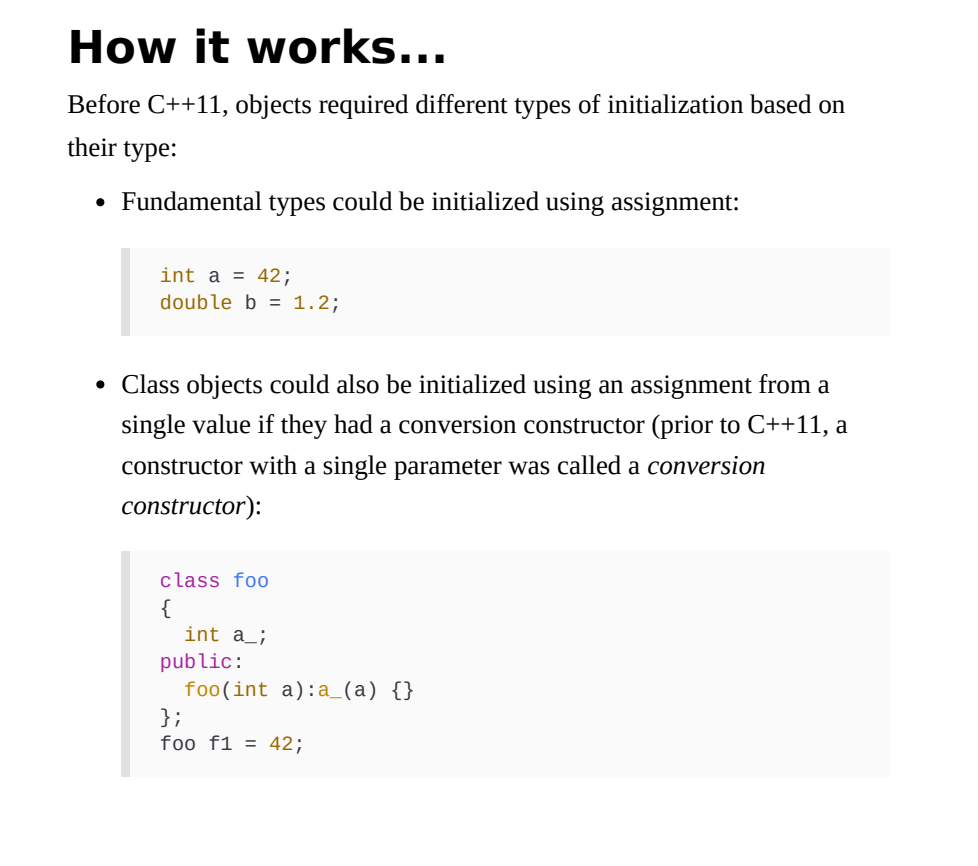 How it works...
Before C++11, objects required different types of initialization based on
their type:
• Fundamental types could be initialized using assignment:
int a = 42;
double b = 1.2;
• Class objects could also be initialized using an assignment from a
single value if they had a conversion constructor (prior to C++11, a
constructor with a single parameter was called a conversion
constructor):
class foo
{
  int a_;
public:
  foo(int a):a_(a) {}
};
foo f1 = 42;